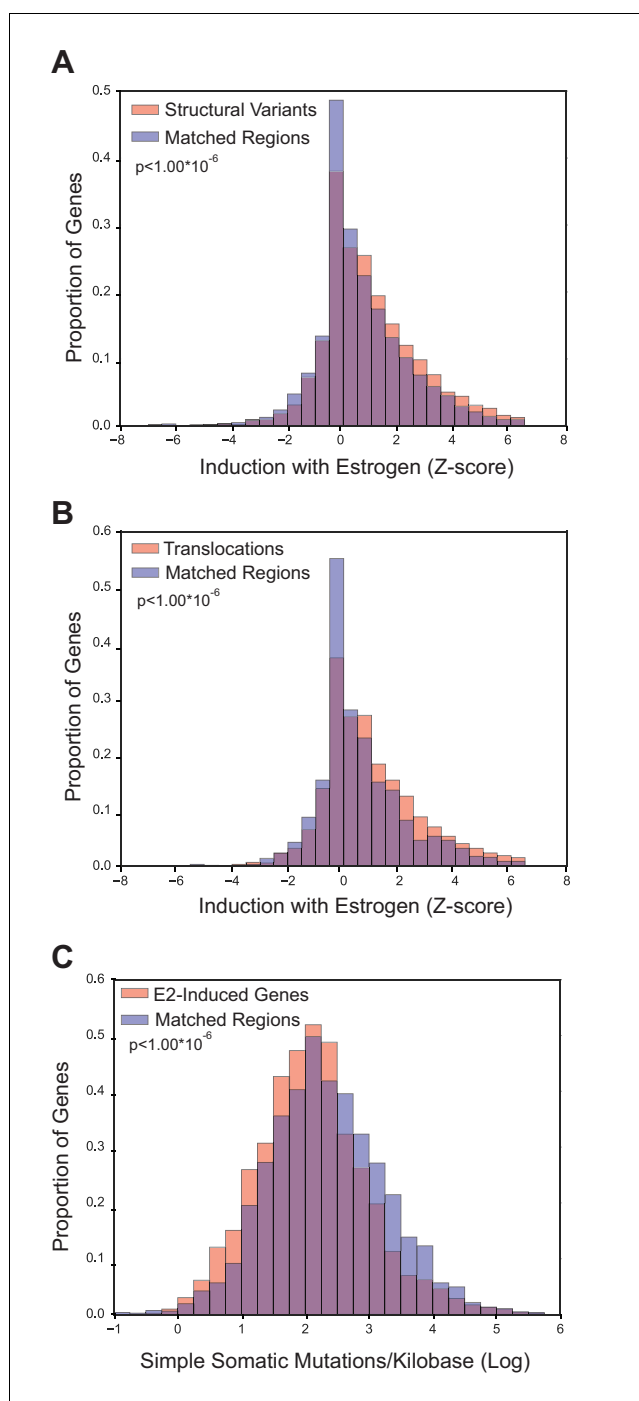 A
0.5
Structural Variants
Matched Regions
p<1.00*10-6
0.4
0.3
0.2
0.1
0.0
Proportion of Genes
−8 −6 −4 −2 0 2 4 6 8
Induction with Estrogen (Z-score)
B
0.6
Translocations
Matched Regions
p<1.00*10-6
0.5
0.4
0.3
0.2
0.1
0.0
Proportion of Genes
−8 −6 −4 −2 0 2 4 6 8
Induction with Estrogen (Z-score)
C
0.6
E2-Induced Genes
Matched Regions
p<1.00*10-6
0.5
0.4
0.3
0.2
0.1
0.0
Proportion of Genes
−1 0 1 2 3 4 5 6
Simple Somatic Mutations/Kilobase (Log)